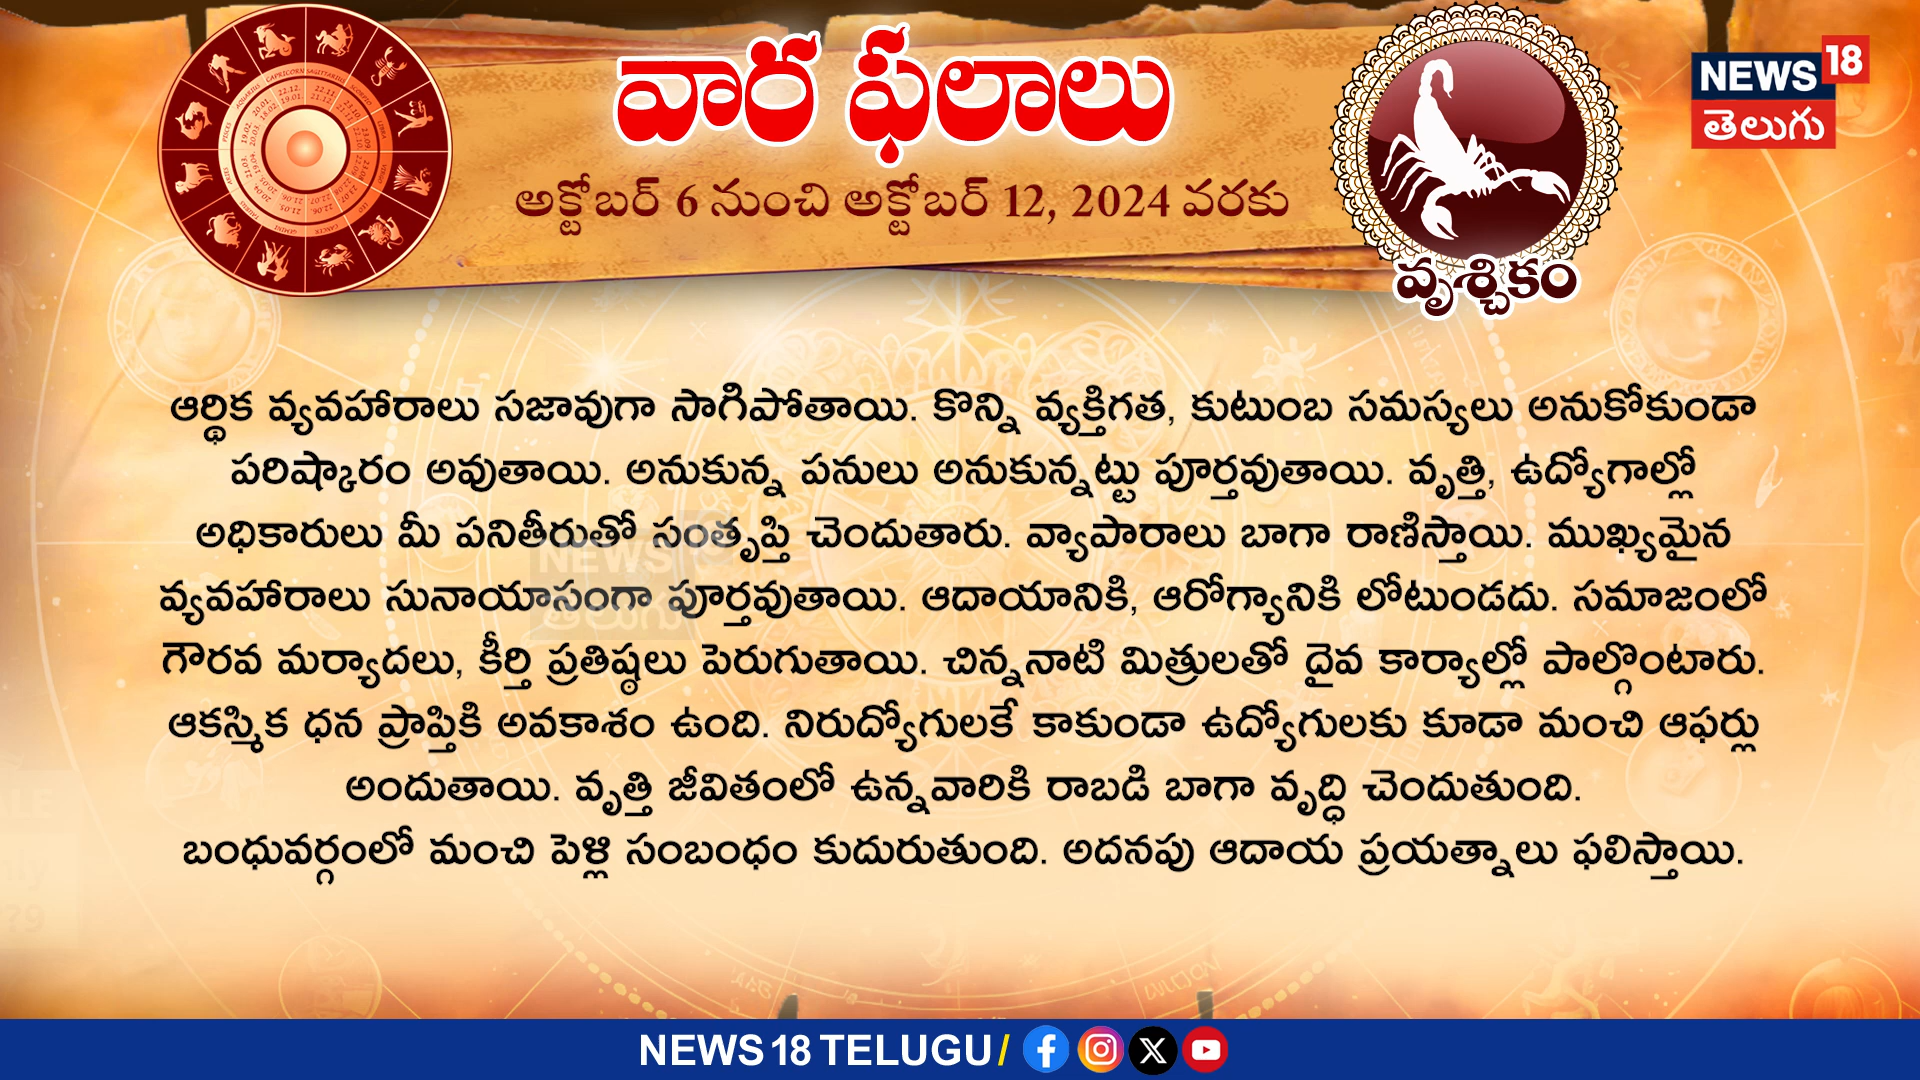 వార ఫలాలు
అక్టోబర్ 6 నుంచి అక్టోబర్ 12, 2024 వరకు
NEWS 18
తెలుగు
వృశ్చికం
ఆర్థిక వ్యవహారాలు సజావుగా సాగిపోతాయి. కొన్ని వ్యక్తిగత, కుటుంబ సమస్యలు అనుకోకుండా
పరిష్కారం అవుతాయి. అనుకున్న పనులు అనుకున్నట్టు పూర్తవుతాయి. వృత్తి, ఉద్యోగాల్లో
అధికారులు మీ పనితీరుతో సంతృప్తి చెందుతారు. వ్యాపారాలు బాగా రాణిస్తాయి. ముఖ్యమైన
వ్యవహారాలు సునాయాసంగా పూర్తవుతాయి. ఆదాయానికి, ఆరోగ్యానికి లోటుండదు. సమాజంలో
గౌరవ మర్యాదలు, కీర్తి ప్రతిష్ఠలు పెరుగుతాయి. చిన్ననాటి మిత్రులతో దైవ కార్యాల్లో పాల్గొంటారు.
ఆకస్మిక ధన ప్రాప్తికి అవకాశం ఉంది. నిరుద్యోగులకే కాకుండా ఉద్యోగులకు కూడా మంచి ఆఫర్లు
అందుతాయి. వృత్తి జీవితంలో ఉన్నవారికి రాబడి బాగా వృద్ధి చెందుతుంది.
బంధువర్గంలో మంచి పెళ్లి సంబంధం కుదురుతుంది. అదనపు ఆదాయ ప్రయత్నాలు ఫలిస్తాయి.
NEWS 18 TELUGU /